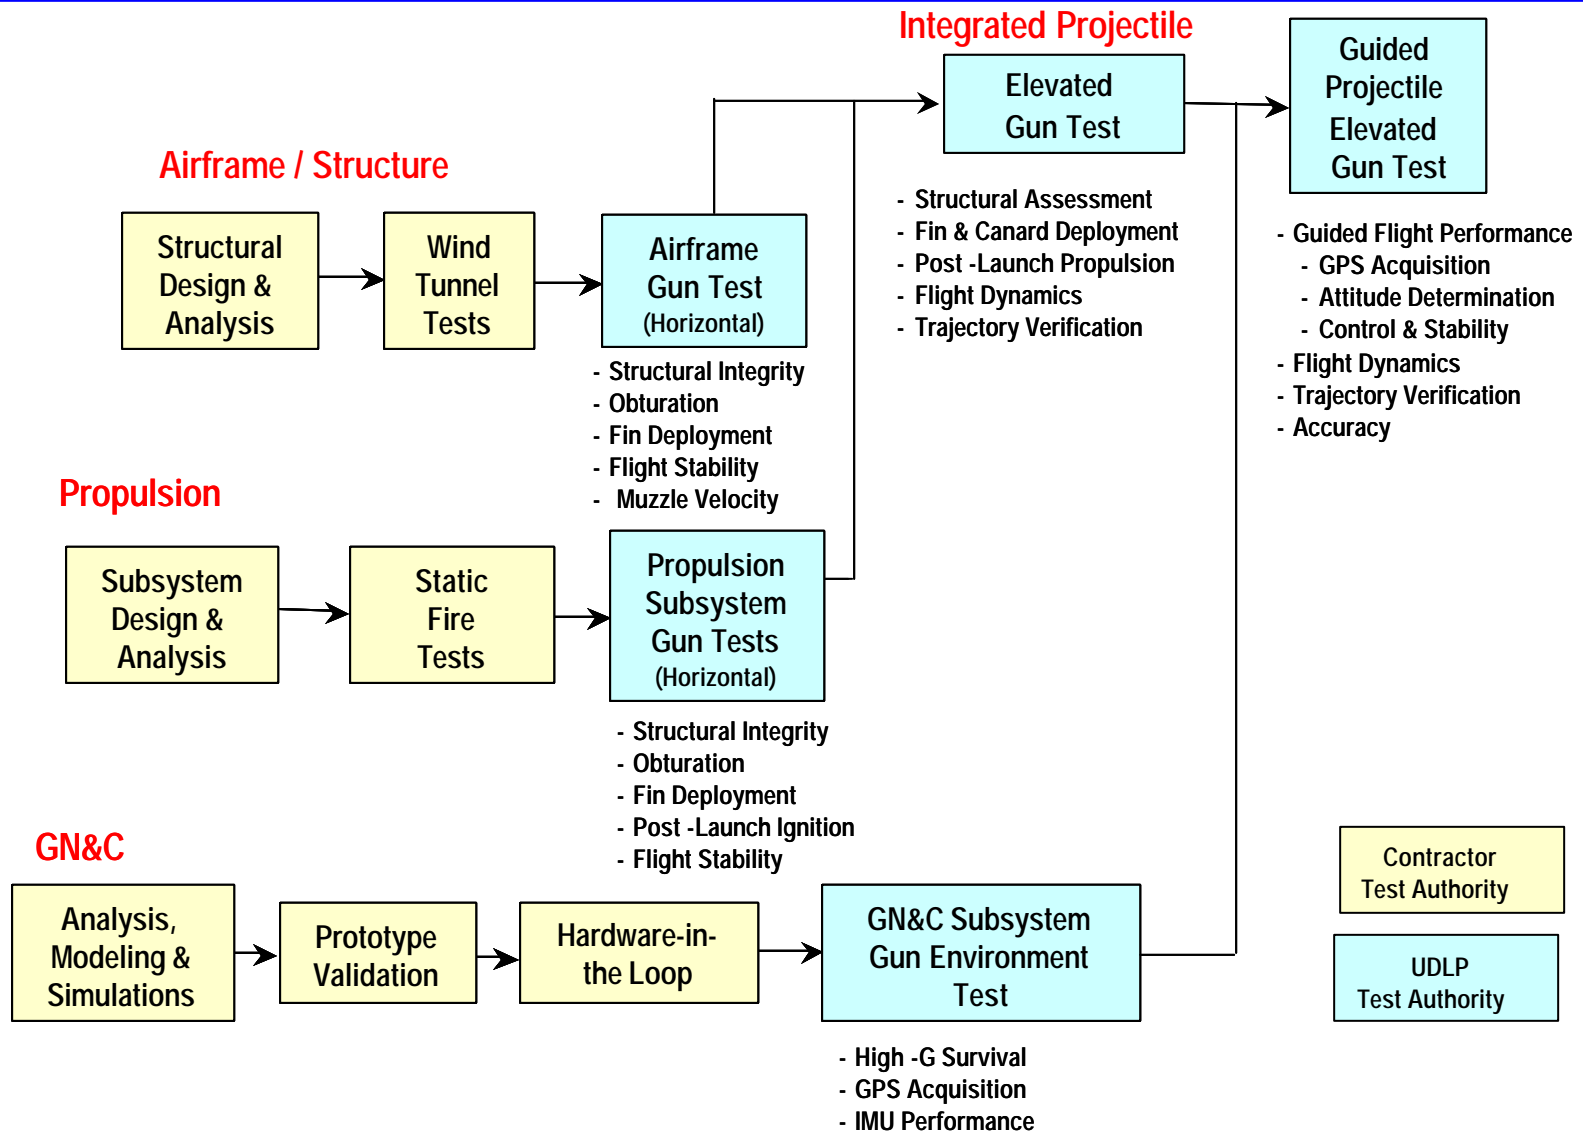 Integrated Projectile
Elevated
Gun Test
- Structural Assessment
- Fin & Canard Deployment
- Post -Launch Propulsion
- Flight Dynamics
- Trajectory Verification
Guided
Projectile
Elevated
Gun Test
- Guided Flight Performance
- GPS Acquisition
- Attitude Determination
- Control & Stability
- Flight Dynamics
- Trajectory Verification
- Accuracy
Airframe / Structure
Structural
Design &
Analysis
Wind
Tunnel
Tests
Airframe
Gun Test
(Horizontal)
- Structural Integrity
- Obturation
- Fin Deployment
- Flight Stability
- Muzzle Velocity
Propulsion
Subsystem
Design &
Analysis
Static
Fire
Tests
Propulsion
Subsystem
Gun Tests
(Horizontal)
- Structural Integrity
- Obturation
- Fin Deployment
- Post -Launch Ignition
- Flight Stability
GN&C
Analysis,
Modeling &
Simulations
Prototype
Validation
Hardware-in-
the Loop
GN&C Subsystem
Gun Environment
Test
- High -G Survival
- GPS Acquisition
- IMU Performance
Contractor
Test Authority
UDLP
Test Authority